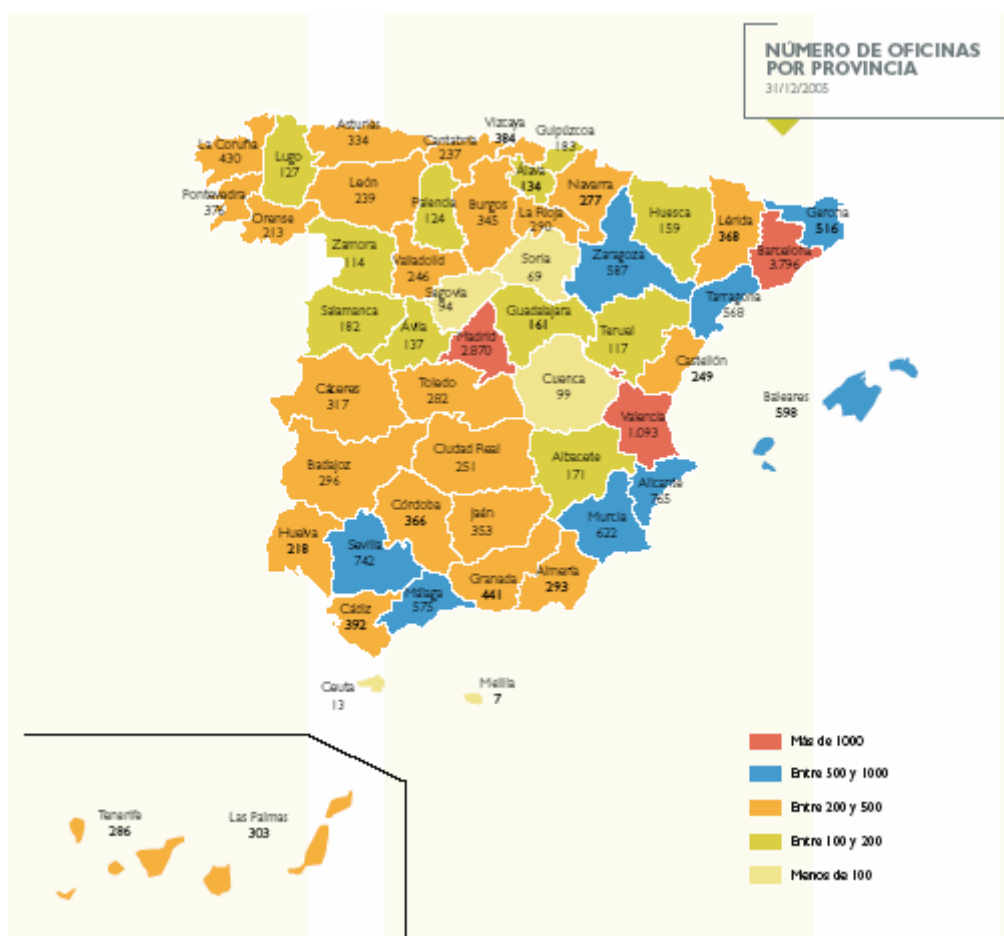 NÚMERO DE OFICINAS
POR PROVINCIA
31/12/2005
La Coruña
430
Lugo
127
Asturias
334
Cantabria
237
Vizcaya
384
Guipúzcoa
183
Pontevedra
376
Orense
213
León
239
Palencia
124
Burgos
345
Álava
134
Navarra
277
La Rioja
290
Huesca
159
Lérida
368
Gerona
516
Barcelona
3.796
Zamora
114
Valladolid
246
Soria
69
Zaragoza
587
Tarragona
568
Segovia
94
Salamanca
182
Ávila
137
Madrid
2.870
Guadalajara
161
Teruel
117
Castellón
249
Cáceres
317
Toledo
282
Cuenca
99
Valencia
1.093
Baleares
598
Badajoz
296
Ciudad Real
251
Albacete
171
Alicante
765
Huelva
218
Sevilla
742
Córdoba
366
Jaén
353
Murcia
622
Cádiz
392
Málaga
575
Granada
441
Almería
293
Ceuta
13
Melilla
7
Tenerife
286
Las Palmas
303
Más de 1000
Entre 500 y 1000
Entre 200 y 500
Entre 100 y 200
Menos de 100